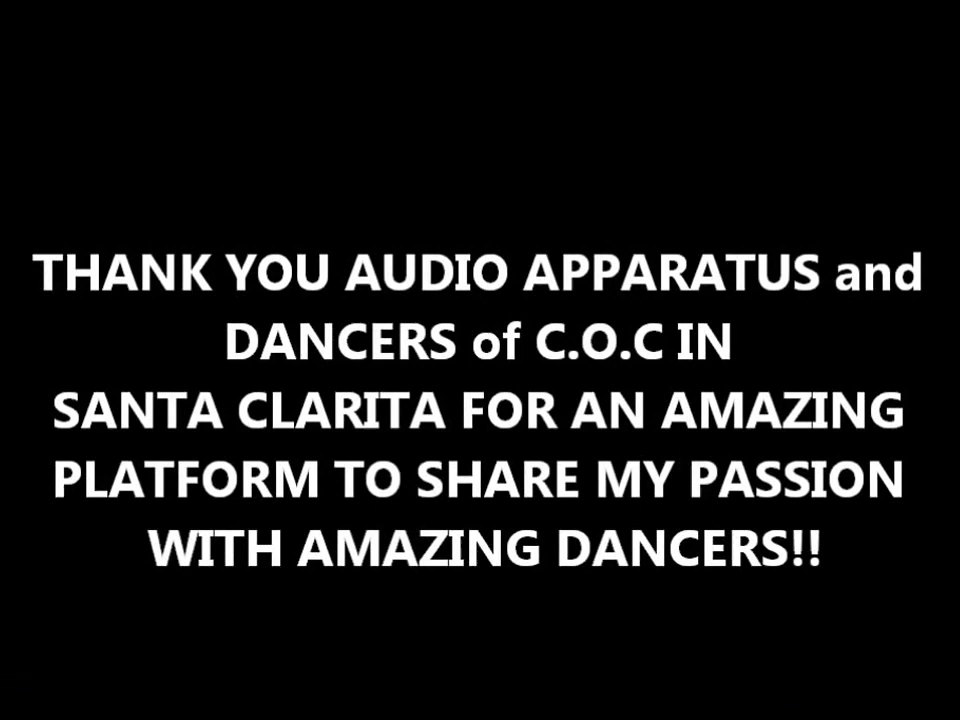 THANK YOU AUDIO APPARATUS and
DANCERS of C.O.C IN
SANTA CLARITA FOR AN AMAZING
PLATFORM TO SHARE MY PASSION
WITH AMAZING DANCERS!!